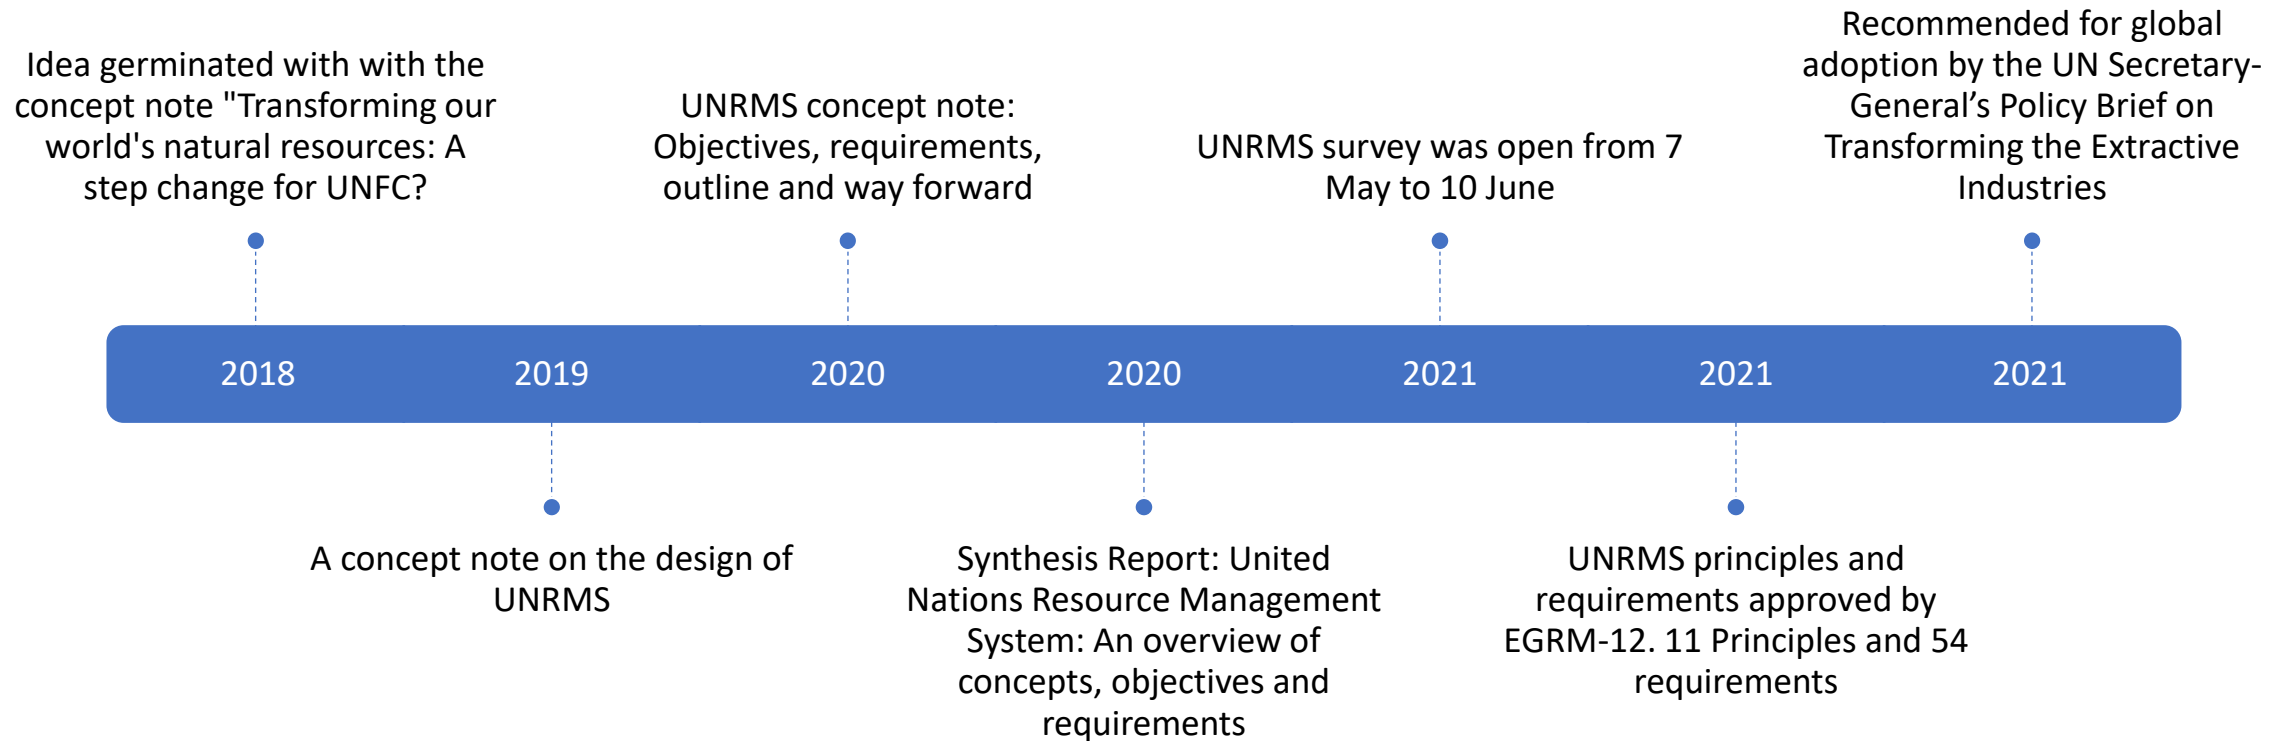 Idea germinated with with the
concept note "Transforming our
world's natural resources: A
step change for UNFC?
UNRMS concept note:
Objectives, requirements,
outline and way forward
UNRMS survey was open from 7
May to 10 June
Recommended for global
adoption by the UN Secretary-
General’s Policy Brief on
Transforming the Extractive
Industries
2018
2019
2020
2020
2021
2021
2021
A concept note on the design of
UNRMS
Synthesis Report: United
Nations Resource Management
System: An overview of
concepts, objectives and
requirements
UNRMS principles and
requirements approved by
EGRM-12. 11 Principles and 54
requirements